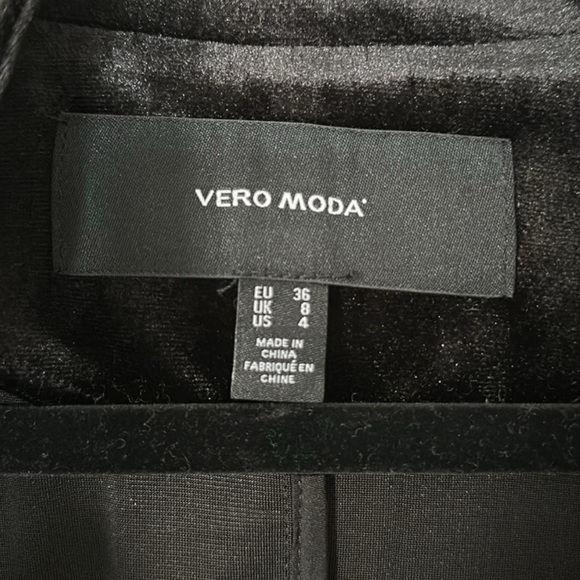 VERO MODA
EU 36
UK 8
US 4
MADE IN
CHINA
FABRIQUÉ EN
CHINE